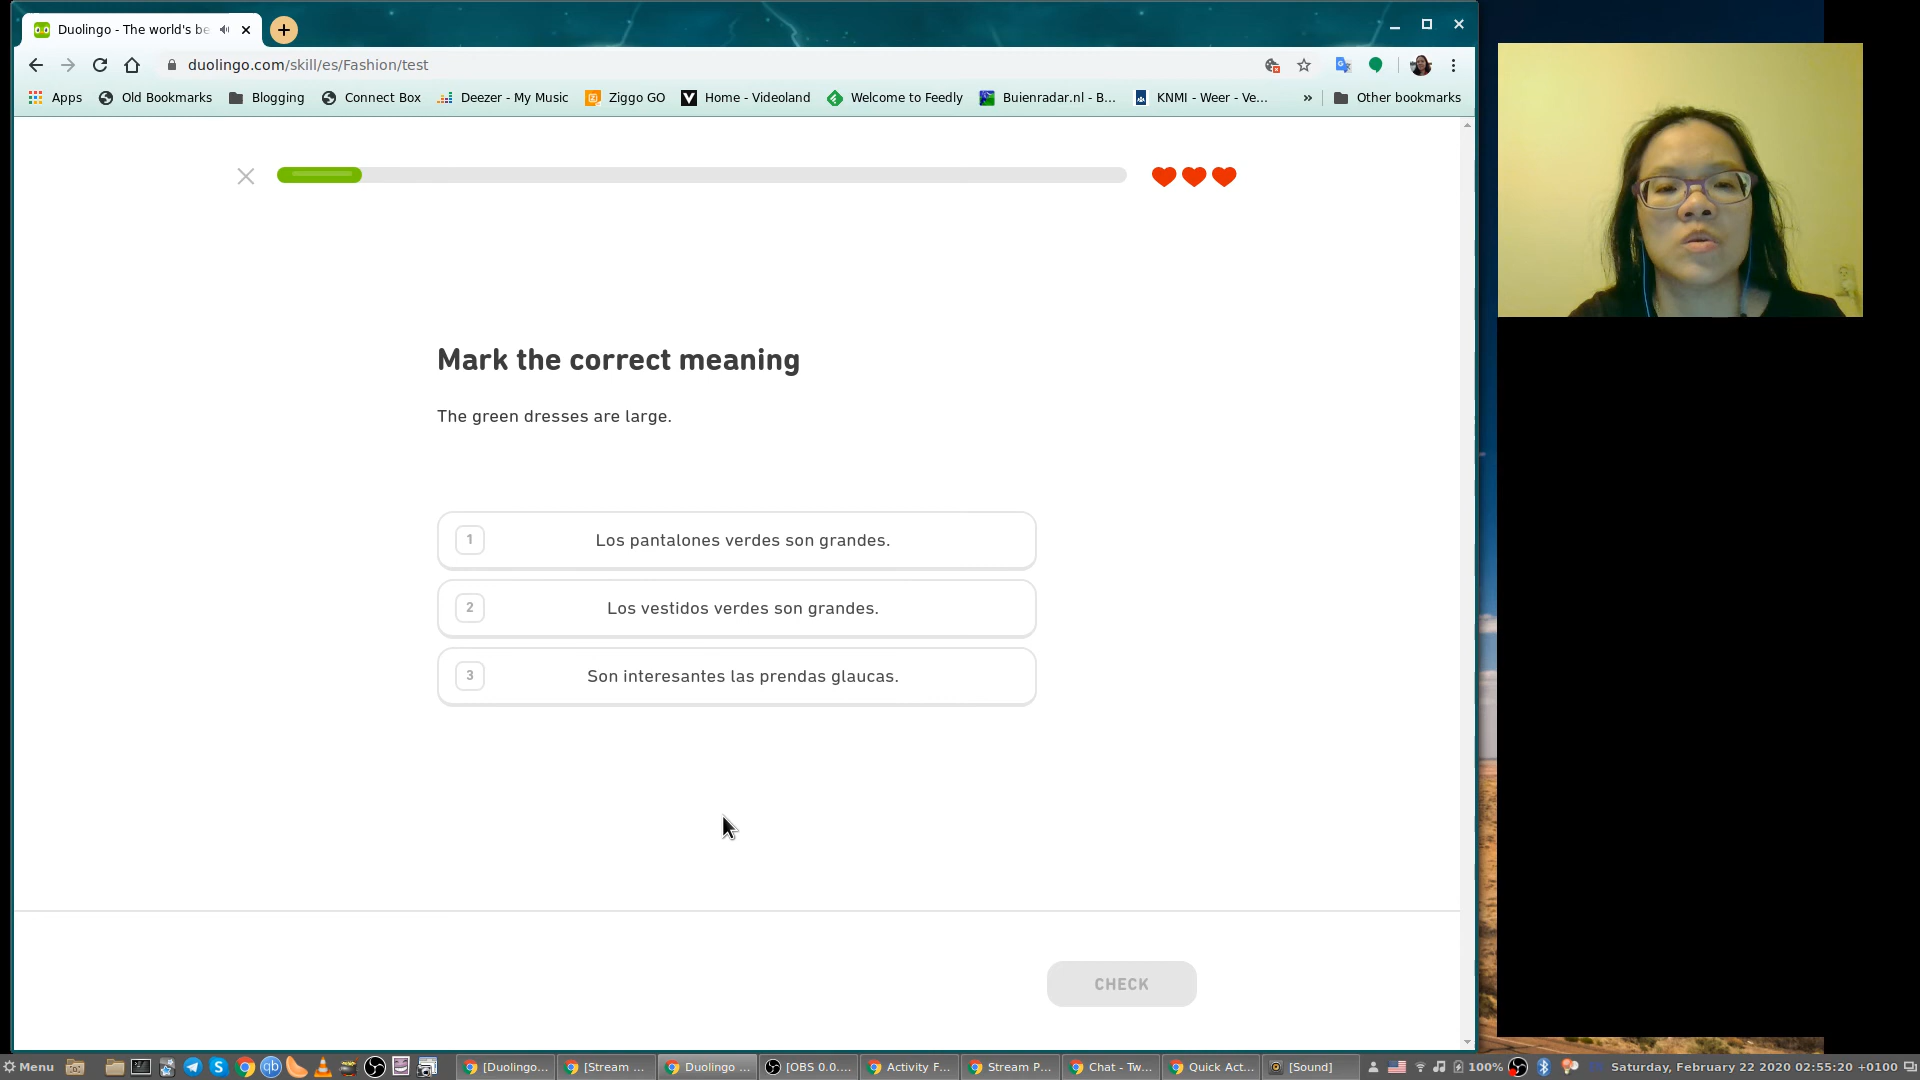 Duolingo - The world's be
duolingo.com/skill/es/Fashion/test
Apps Old Bookmarks Blogging Connect Box Deezer - My Music Ziggo GO Home - Videoland Welcome to Feedly Buienradar.nl - B... KNMI - Weer - Ve... » Other bookmarks
Mark the correct meaning
The green dresses are large.
1 Los pantalones verdes son grandes.
2 Los vestidos verdes son grandes.
3 Son interesantes las prendas glaucas.
CHECK
Menu qb [Duolingo... [Stream ... Duolingo ... [OBS 0.0.... Activity F... Stream P... Chat - Tw... Quick Act... [Sound] 100% Saturday, February 22 2020 02:55:20 +0100